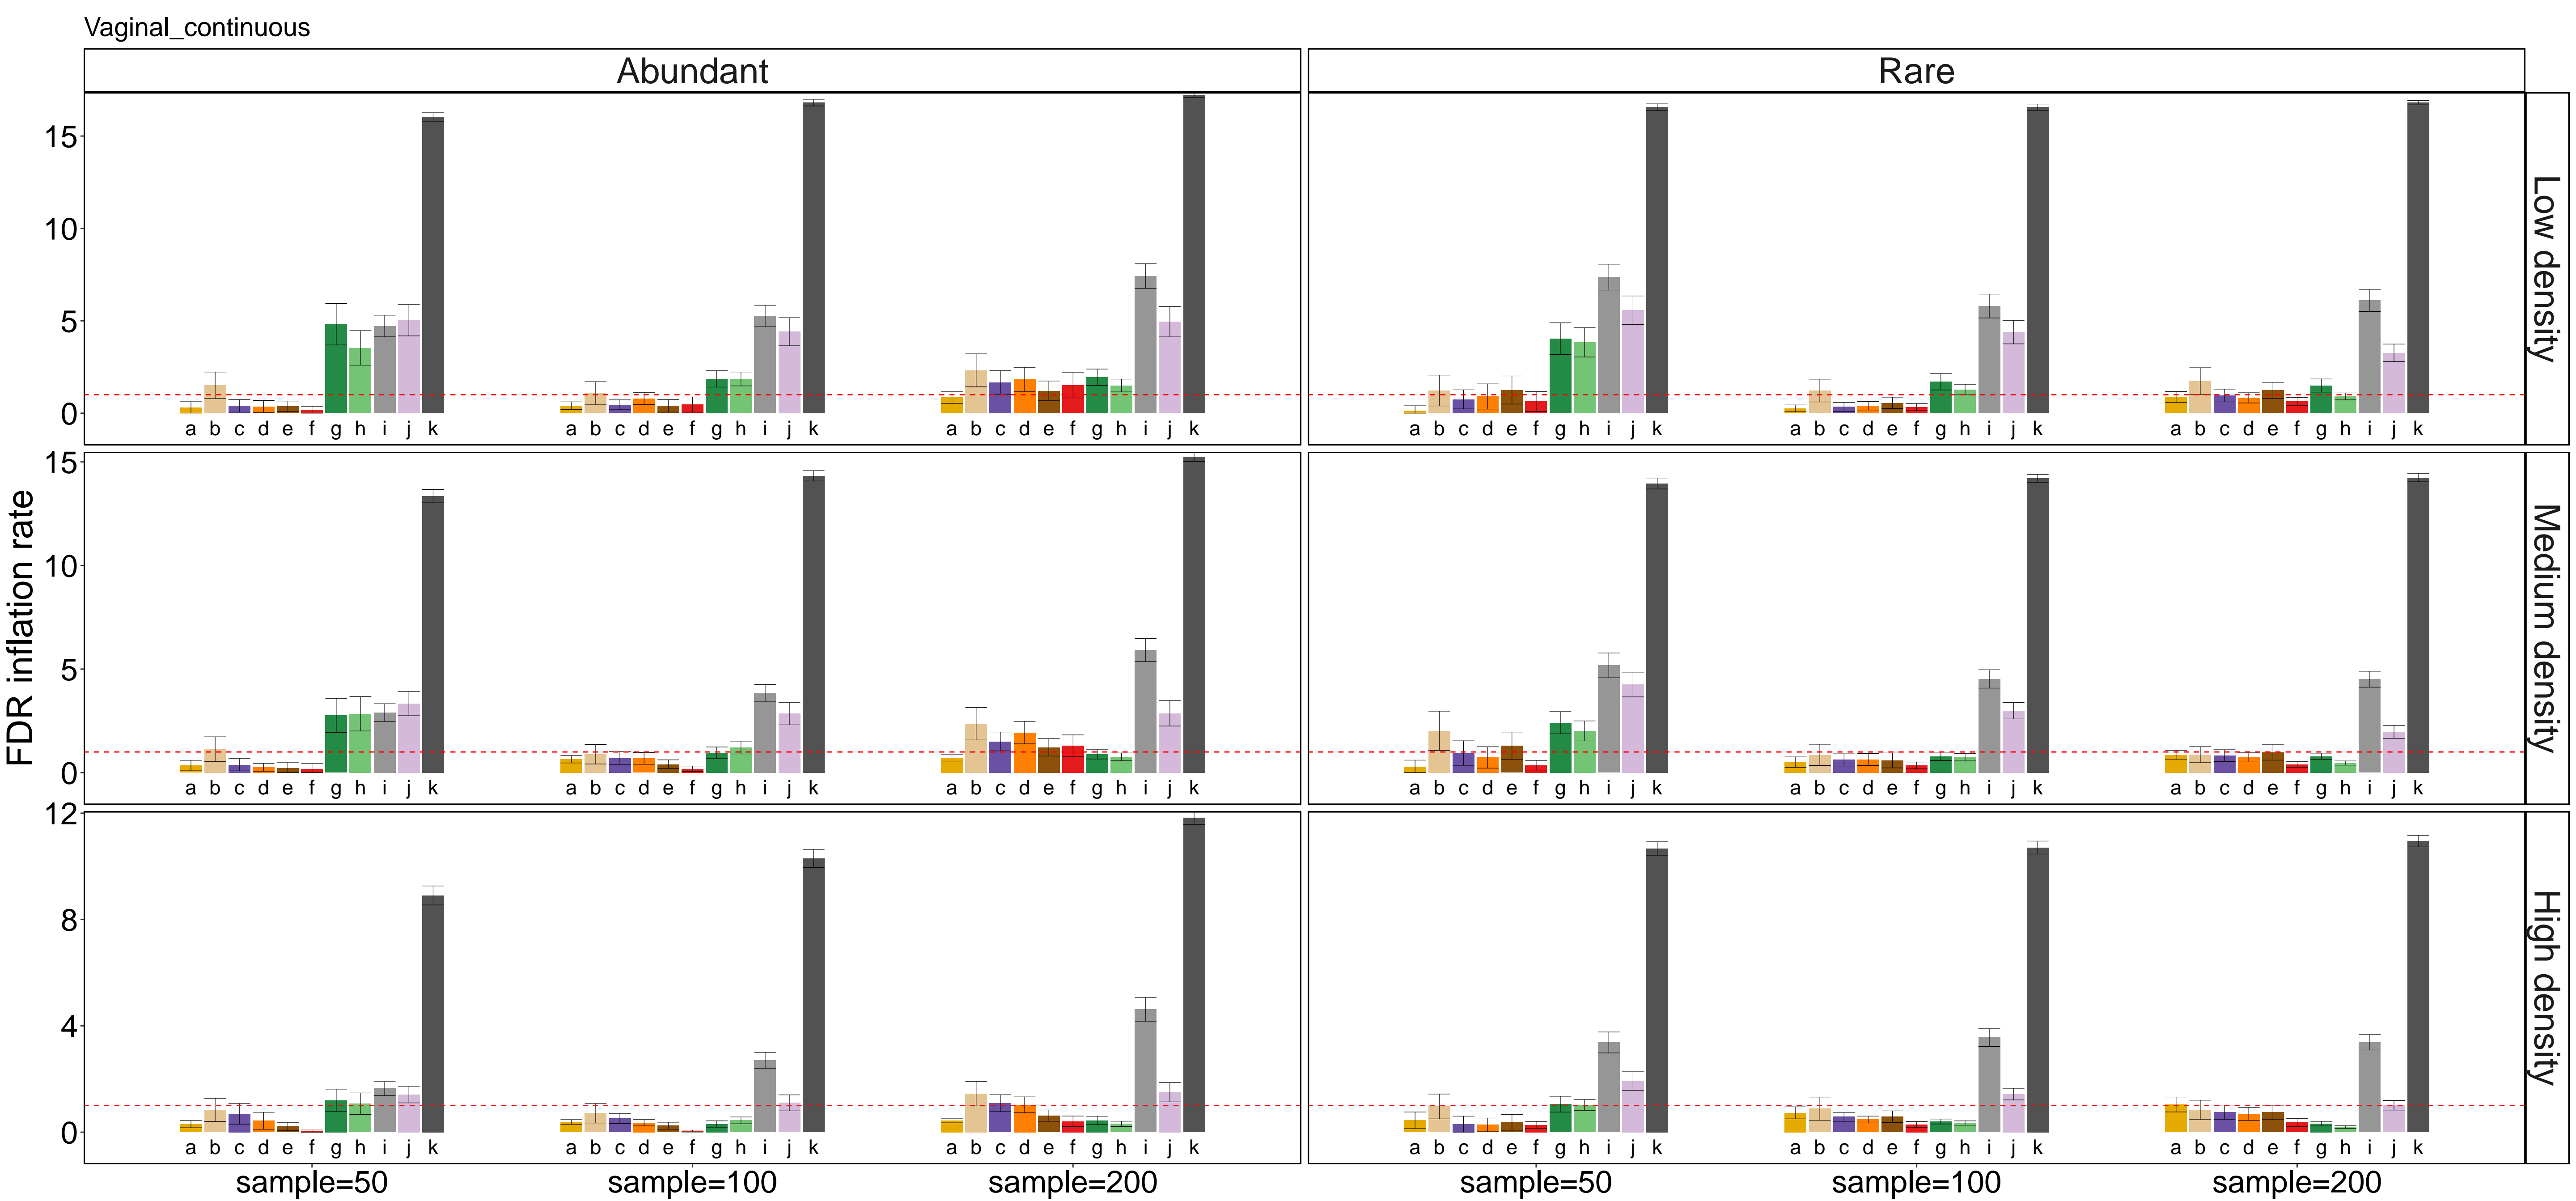 Vaginal_continuous
Abundant Rare
FDR inflation rate
15
10
5
0
a b c d e f g h i j k a b c d e f g h i j k a b c d e f g h i j k
a b c d e f g h i j k a b c d e f g h i j k a b c d e f g h i j k
Low density
15
10
5
0
a b c d e f g h i j k a b c d e f g h i j k a b c d e f g h i j k
a b c d e f g h i j k a b c d e f g h i j k a b c d e f g h i j k
Medium density
12
8
4
0
a b c d e f g h i j k a b c d e f g h i j k a b c d e f g h i j k
a b c d e f g h i j k a b c d e f g h i j k a b c d e f g h i j k
High density
sample=50 sample=100 sample=200
sample=50 sample=100 sample=200